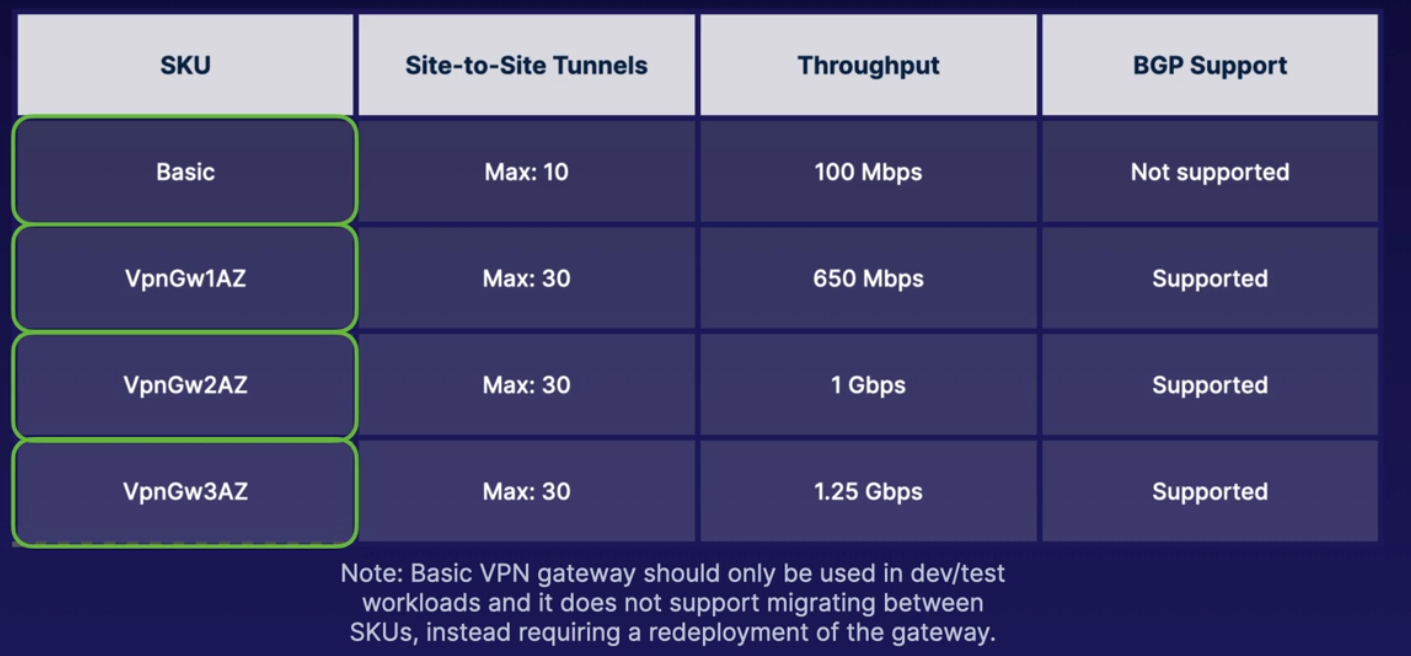 SKU Site-to-Site Tunnels Throughput BGP Support
Basic Max: 10 100 Mbps Not supported
VpnGw1AZ Max: 30 650 Mbps Supported
VpnGw2AZ Max: 30 1 Gbps Supported
VpnGw3AZ Max: 30 1.25 Gbps Supported
Note: Basic VPN gateway should only be used in dev/test
workloads and it does not support migrating between
SKUs, instead requiring a redeployment of the gateway.